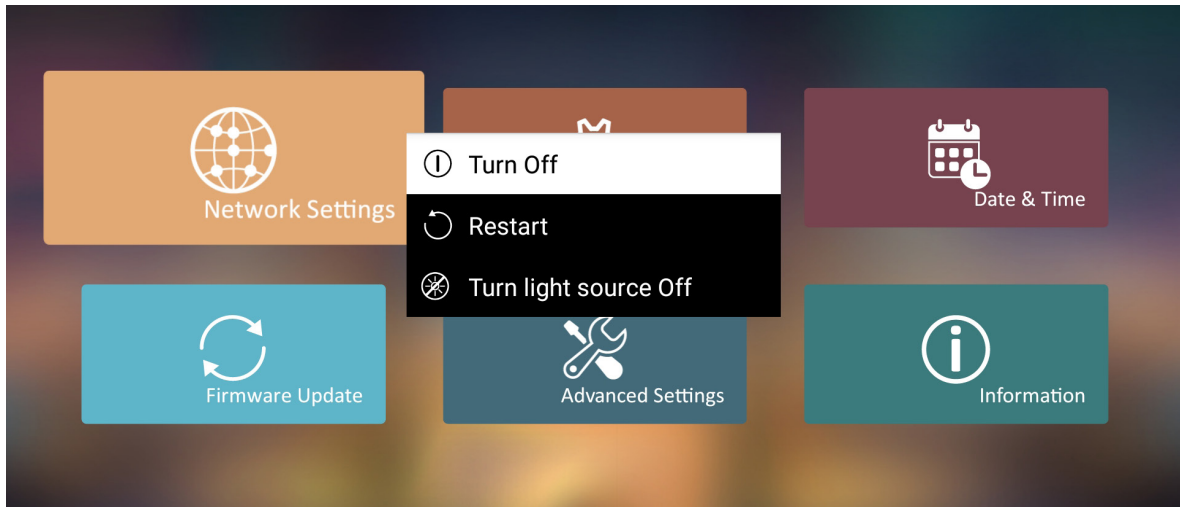 Network Settings
Turn Off
Restart
Turn light source Off
Date & Time
Firmware Update
Advanced Settings
Information